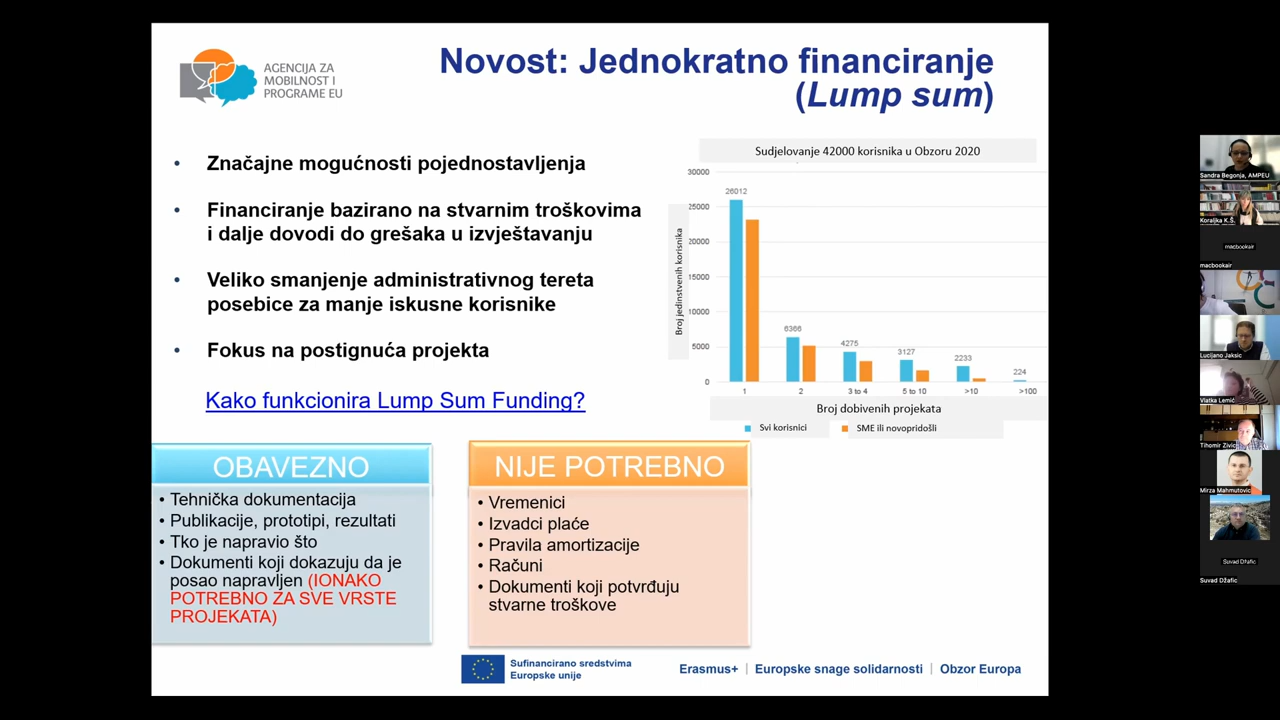 AGENCIJA ZA
MOBILNOST I
PROGRAME EU
Novost: Jednokratno financiranje
(Lump sum)
• Značajne mogućnosti pojednostavljenja
• Financiranje bazirano na stvarnim troškovima
i dalje dovodi do grešaka u izvještavanju
• Veliko smanjenje administrativnog tereta
posebice za manje iskusne korisnike
• Fokus na postignuća projekta
Kako funkcionira Lump Sum Funding?
Sudjelovanje 42000 korisnika u Obzoru 2020
Broj jedinstvenih korisnika
30000
25000
20000
15000
10000
5000
0
26012
6366
4275
3127
2233
224
1
2
3 to 4
5 to 10
>10
>100
Broj dobivenih projekata
Svi korisnici
SME ili novopridošli
OBAVEZNO
• Tehnička dokumentacija
• Publikacije, prototipi, rezultati
• Tko je napravio što
• Dokumenti koji dokazuju da je
posao napravljen (IONAKO
POTREBNO ZA SVE VRSTE
PROJEKATA)
NIJE POTREBNO
• Vremenici
• Izvadci plaće
• Pravila amortizacije
• Računi
• Dokumenti koji potvrđuju
stvarne troškove
Sufinancirano sredstvima
Europske unije
Erasmus+ | Europske snage solidarnosti | Obzor Europa
Sandra Begonja, AMPEU
Koraljka K.Š.
macbookair
macbookair
Lucijano Jaksic
Vlatka Lemić
Tihomir Zivic
Mirza Mahmutovic
Suvad Džafic
Suvad Džafic